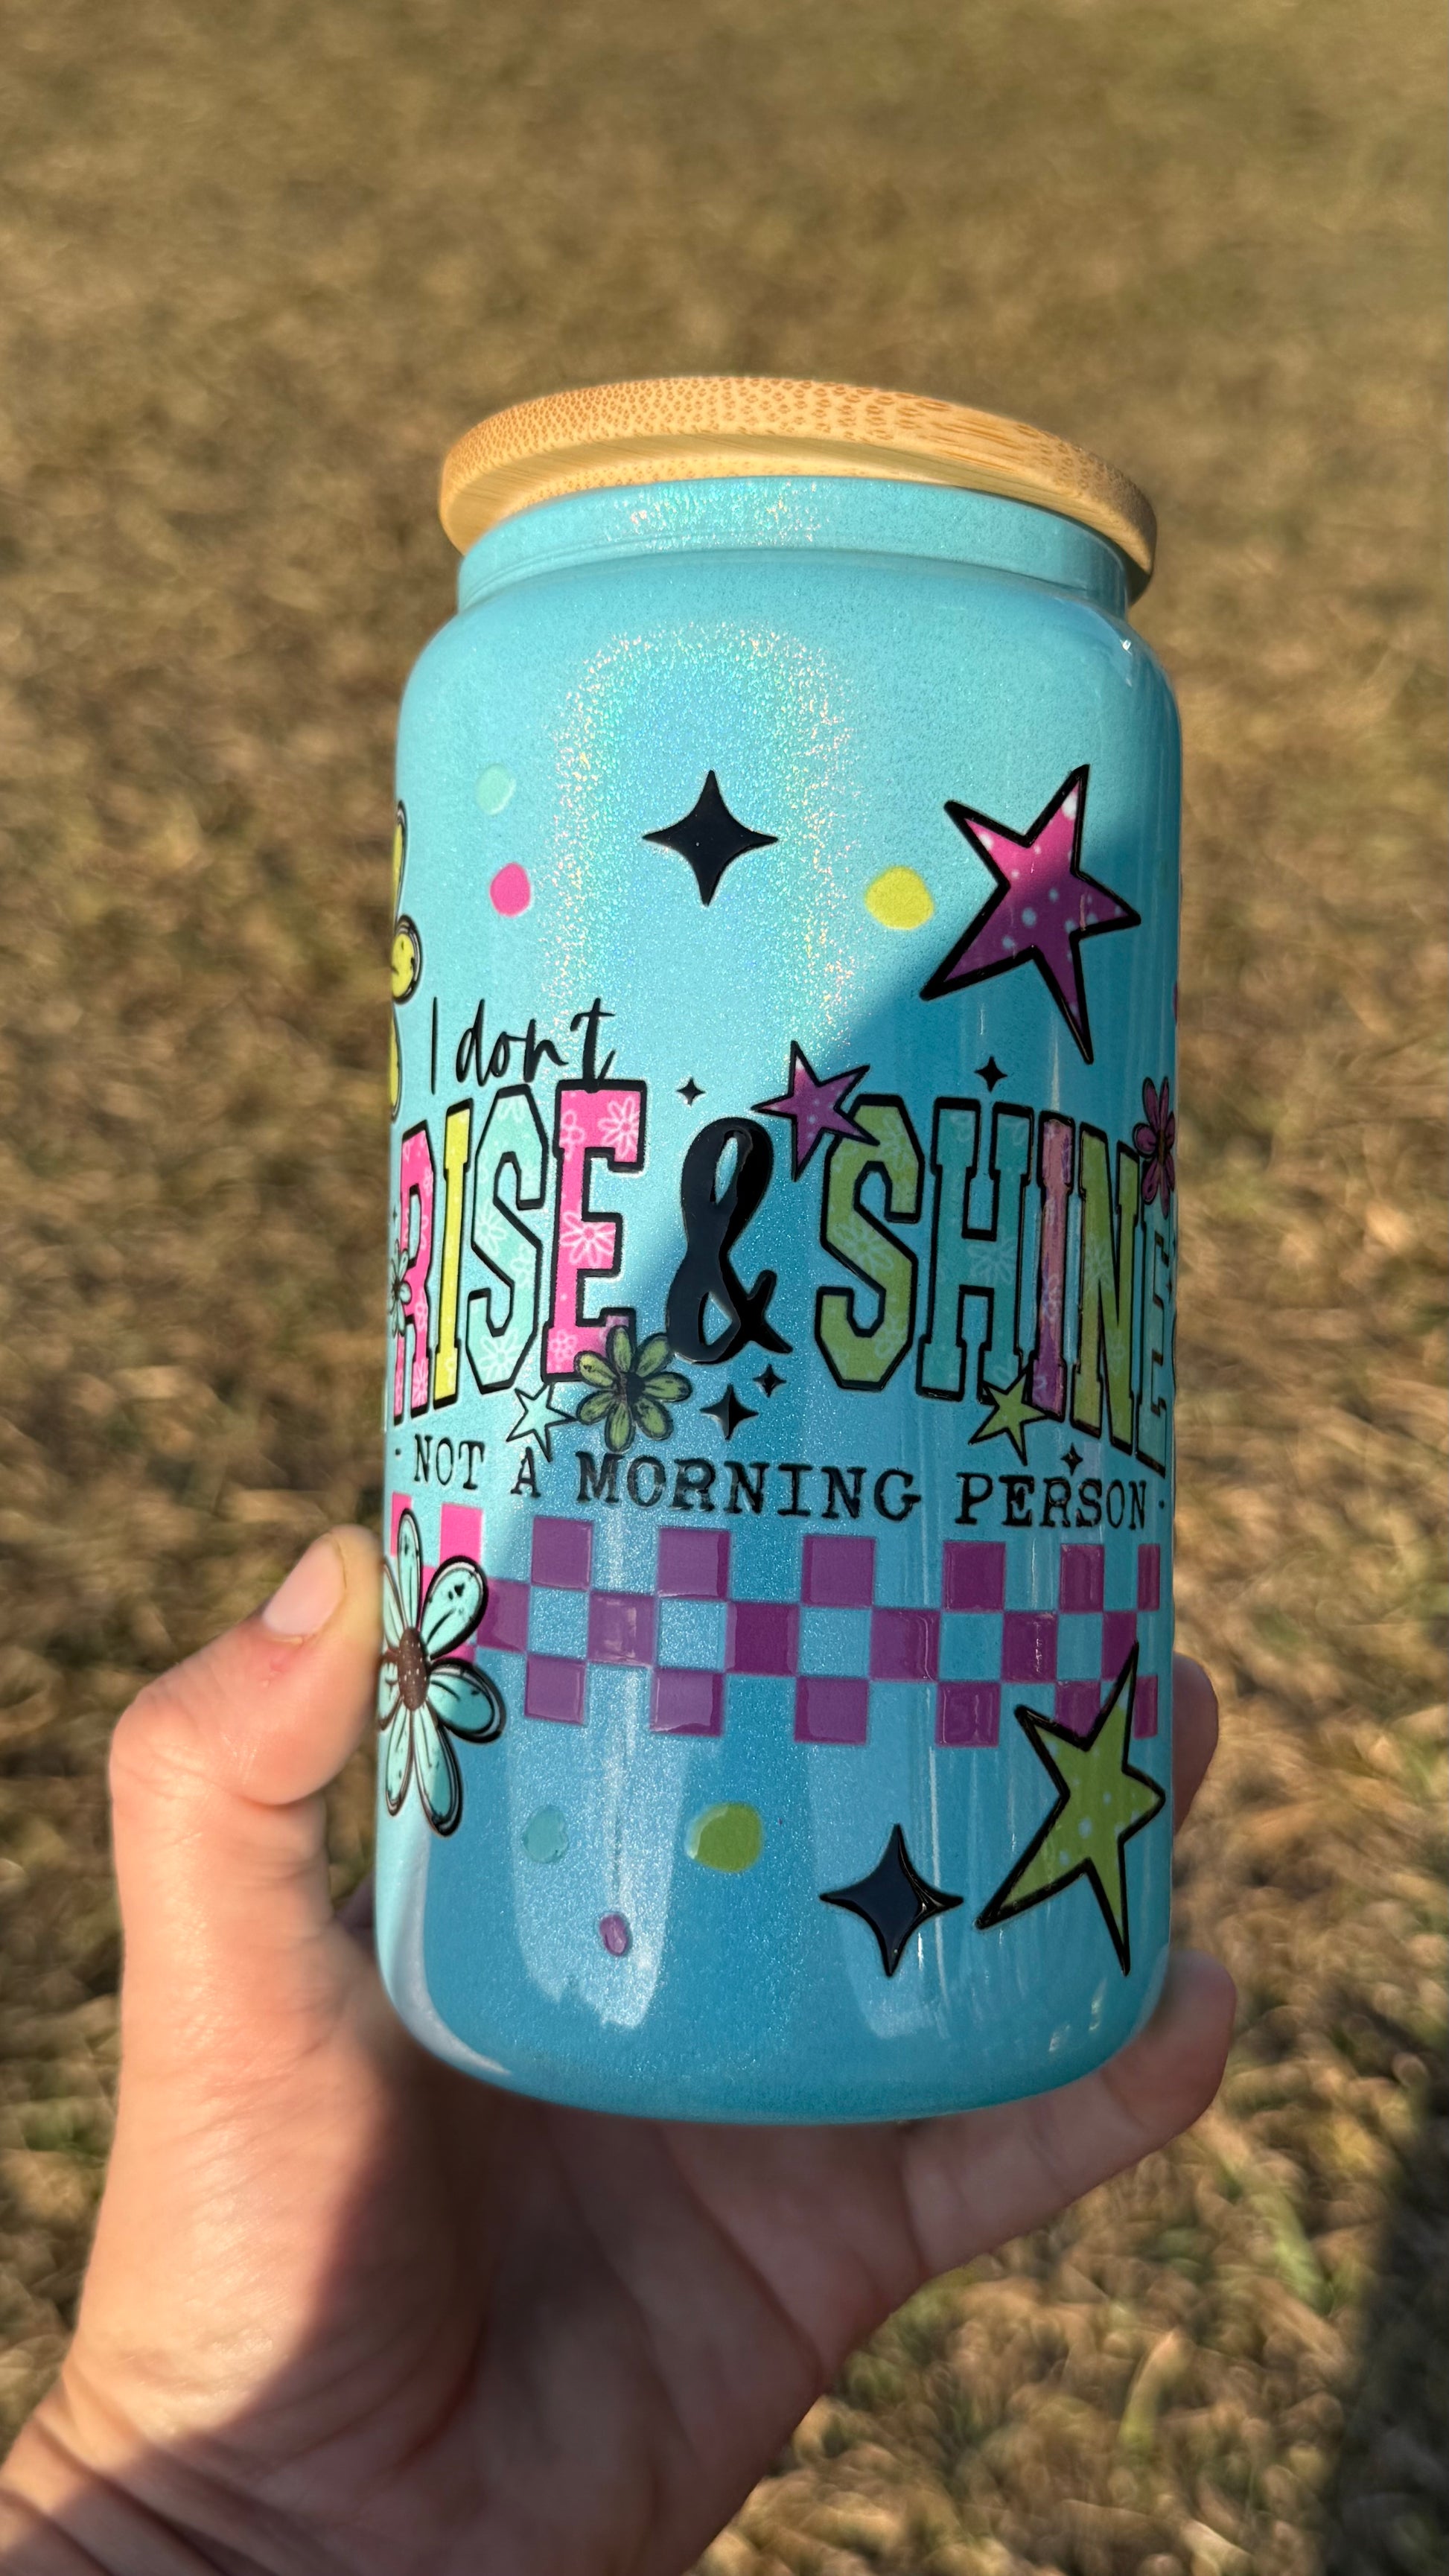 I don't
RISE & SHINE
- NOT A MORNING PERSON -